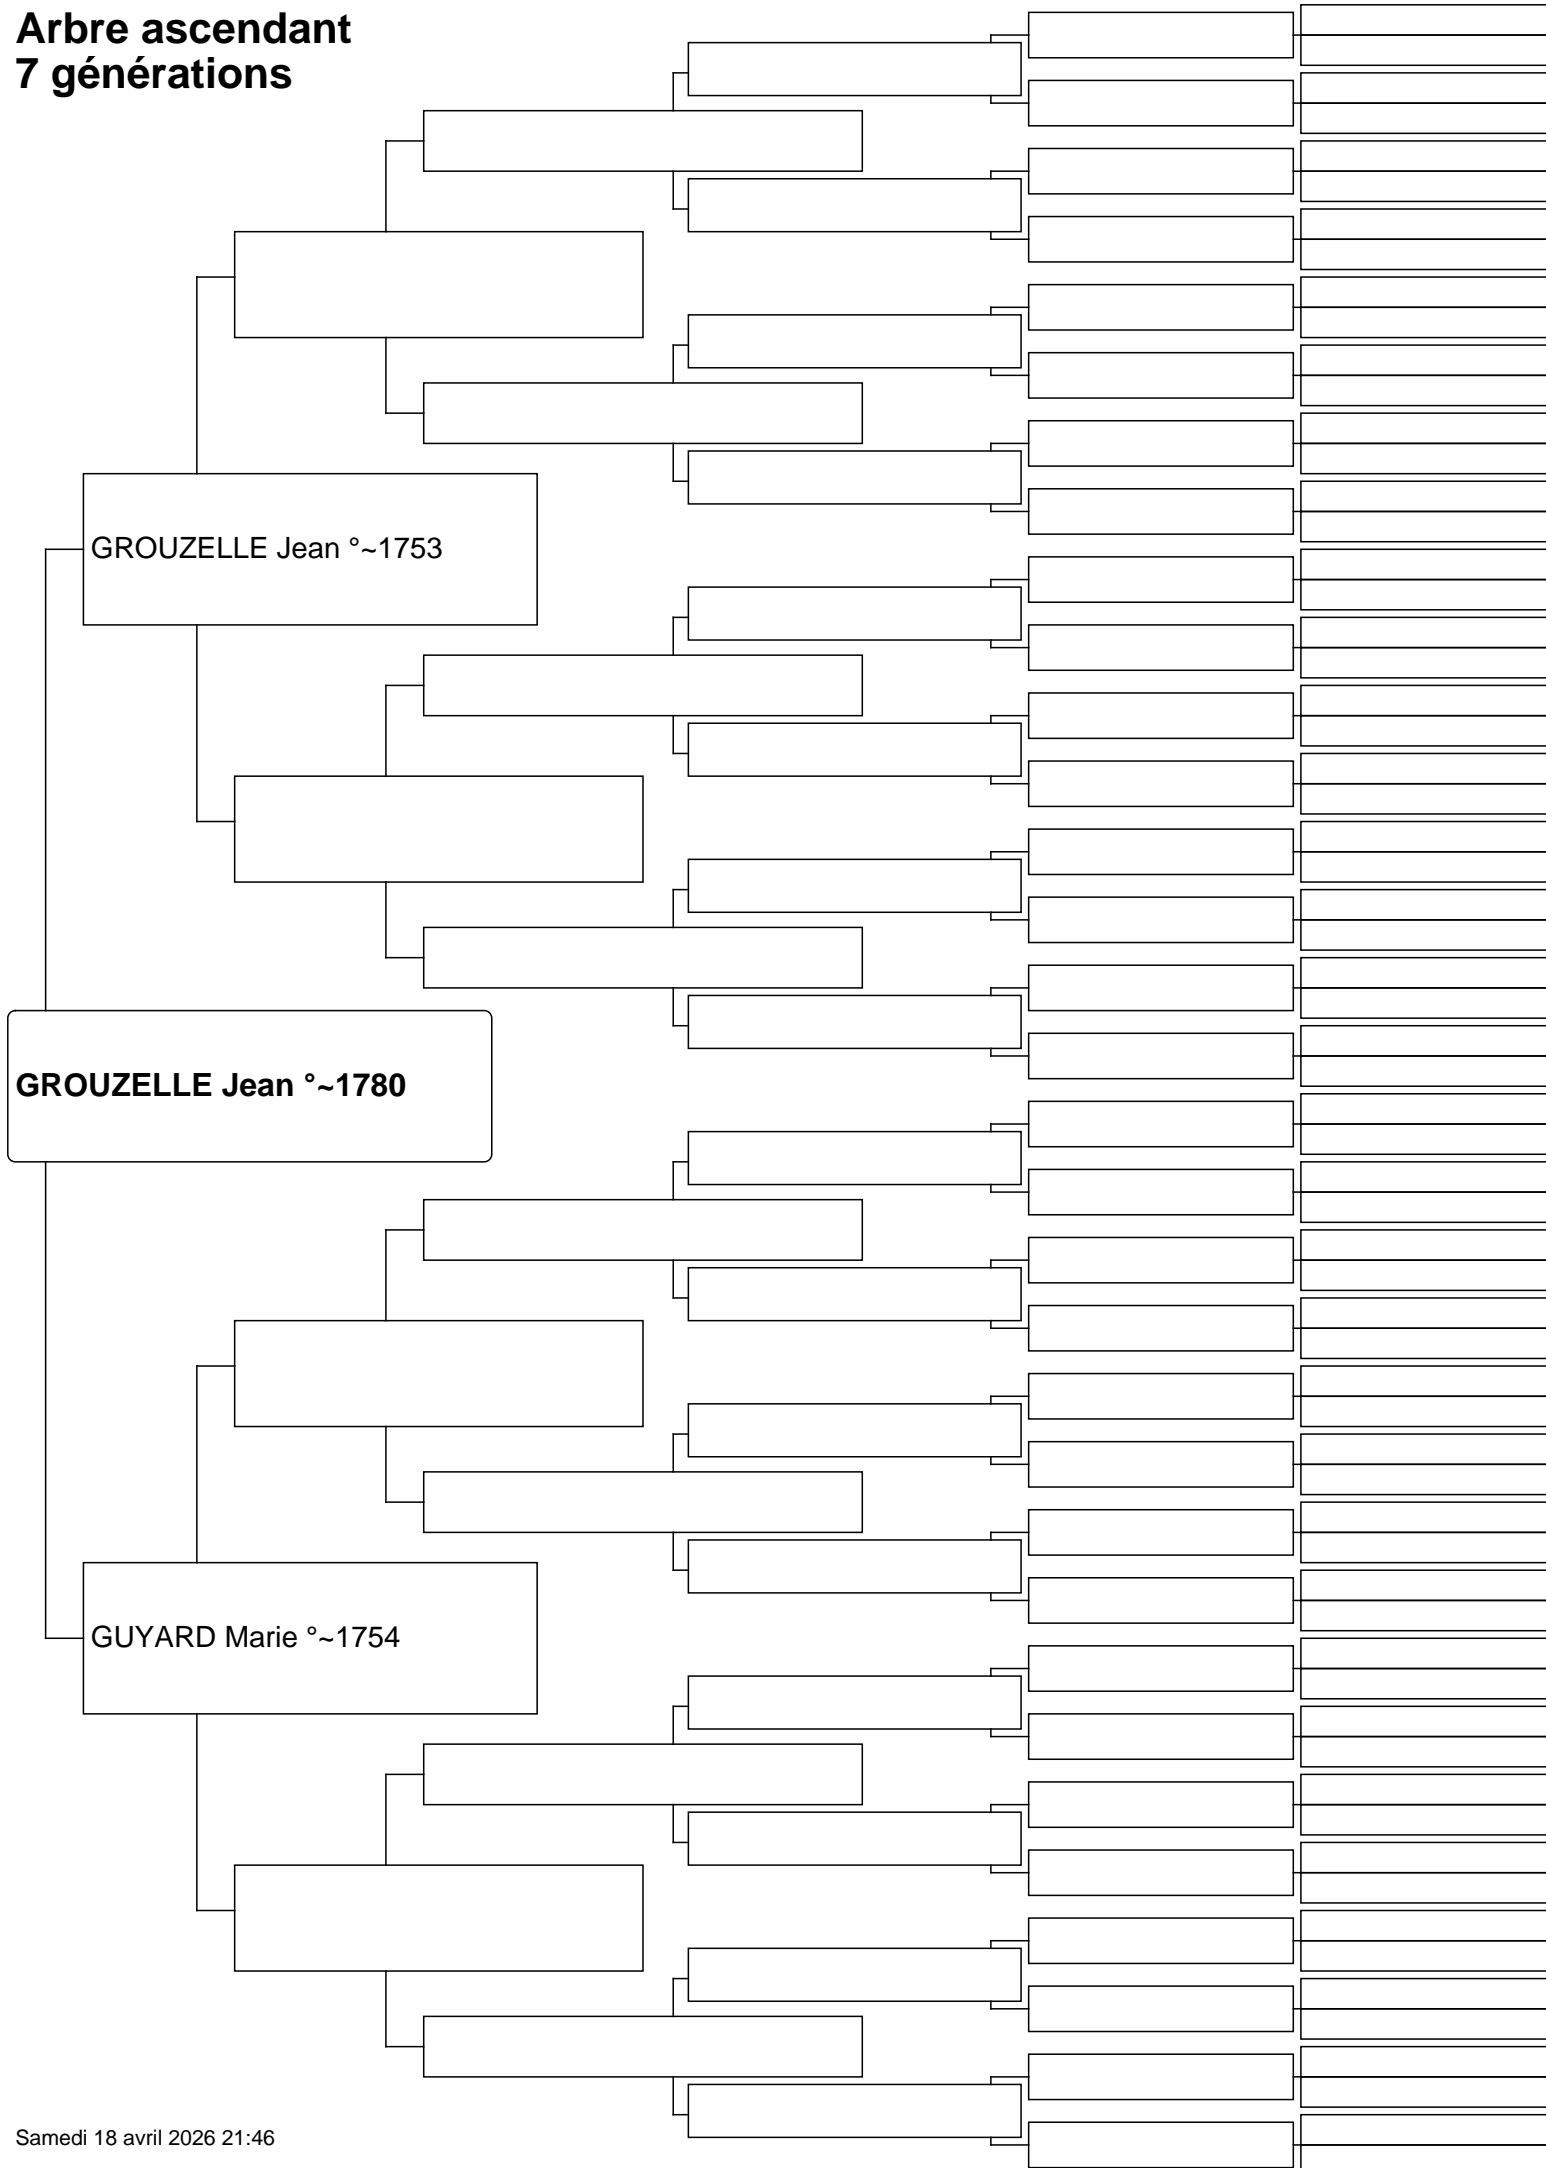 Arbre ascendant
7 générations
GROUZELLE Jean °~1753
GROUZELLE Jean °~1780
GUYARD Marie °~1754
Samedi 18 avril 2026 21:46